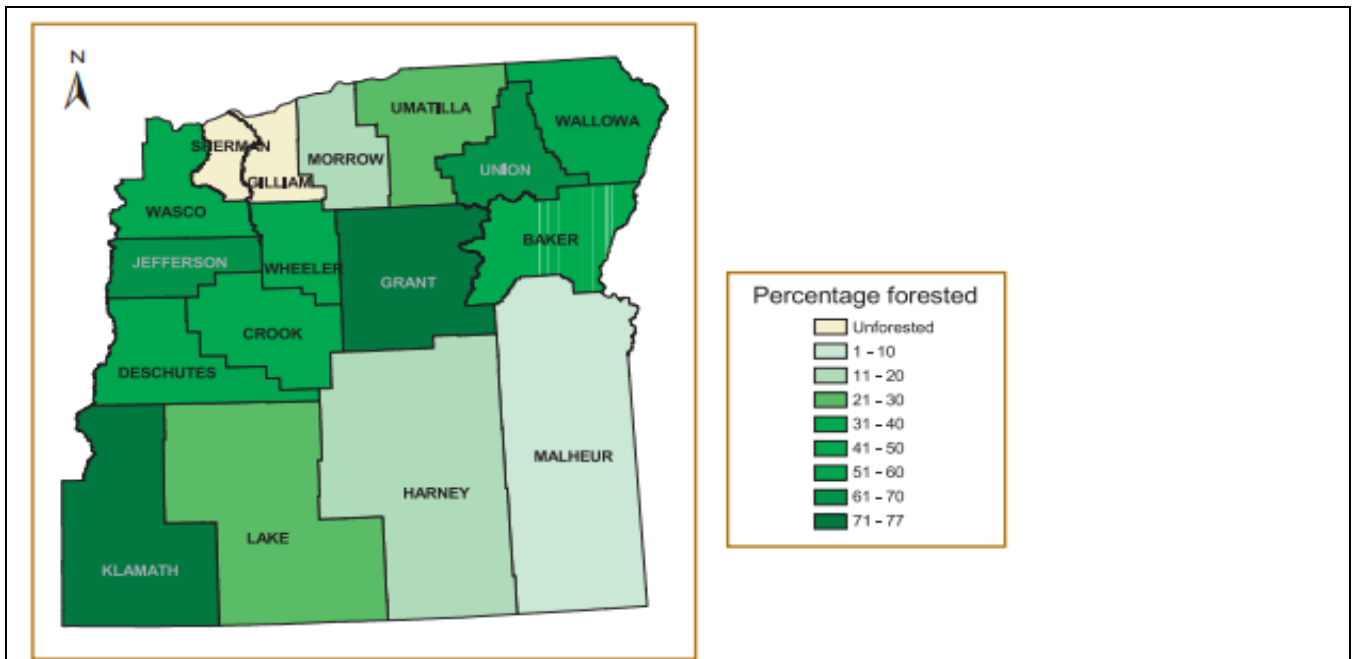 N
UMATILLA
WALLOWA
SHERMAN
MORROW
UNION
GILLIAM
WASCO
BAKER
JEFFERSON
WHEELER
GRANT
CROOK
DESCHUTES
MALHEUR
HARNEY
LAKE
KLAMATH
Percentage forested
Unforested
1 - 10
11 - 20
21 - 30
31 - 40
41 - 50
51 - 60
61 - 70
71 - 77